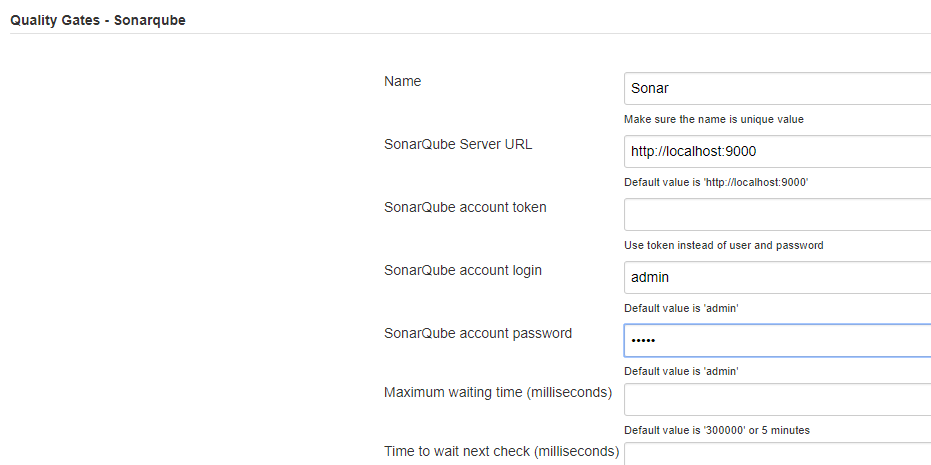 Quality Gates - Sonarqube
Name
Sonar
Make sure the name is unique value
SonarQube Server URL
http://localhost:9000
Default value is 'http://localhost:9000'
SonarQube account token
Use token instead of user and password
SonarQube account login
admin
Default value is 'admin'
SonarQube account password
•••••
Default value is 'admin'
Maximum waiting time (milliseconds)
Default value is '300000' or 5 minutes
Time to wait next check (milliseconds)